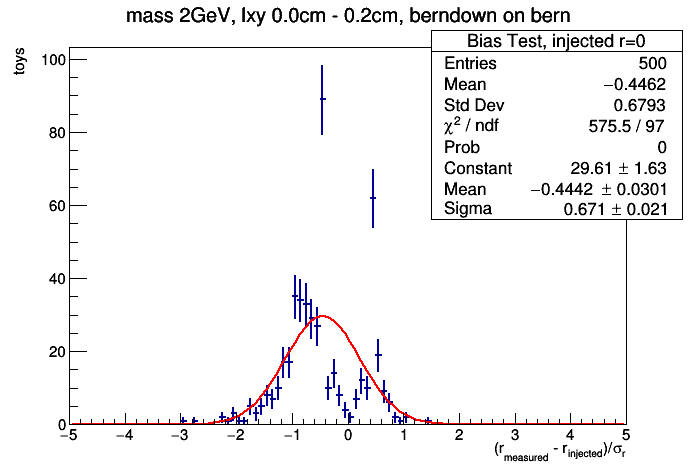 mass 2GeV, lxy 0.0cm - 0.2cm, berndown on bern
Bias Test, injected r=0
Entries 500
Mean −0.4462
Std Dev 0.6793
χ² / ndf 575.5 / 97
Prob 0
Constant 29.61 ± 1.63
Mean −0.4442 ± 0.0301
Sigma 0.671 ± 0.021
toys
100
80
60
40
20
0
−5 −4 −3 −2 −1 0 1 2 3 4 5
(r_measured - r_injected)/σ_r